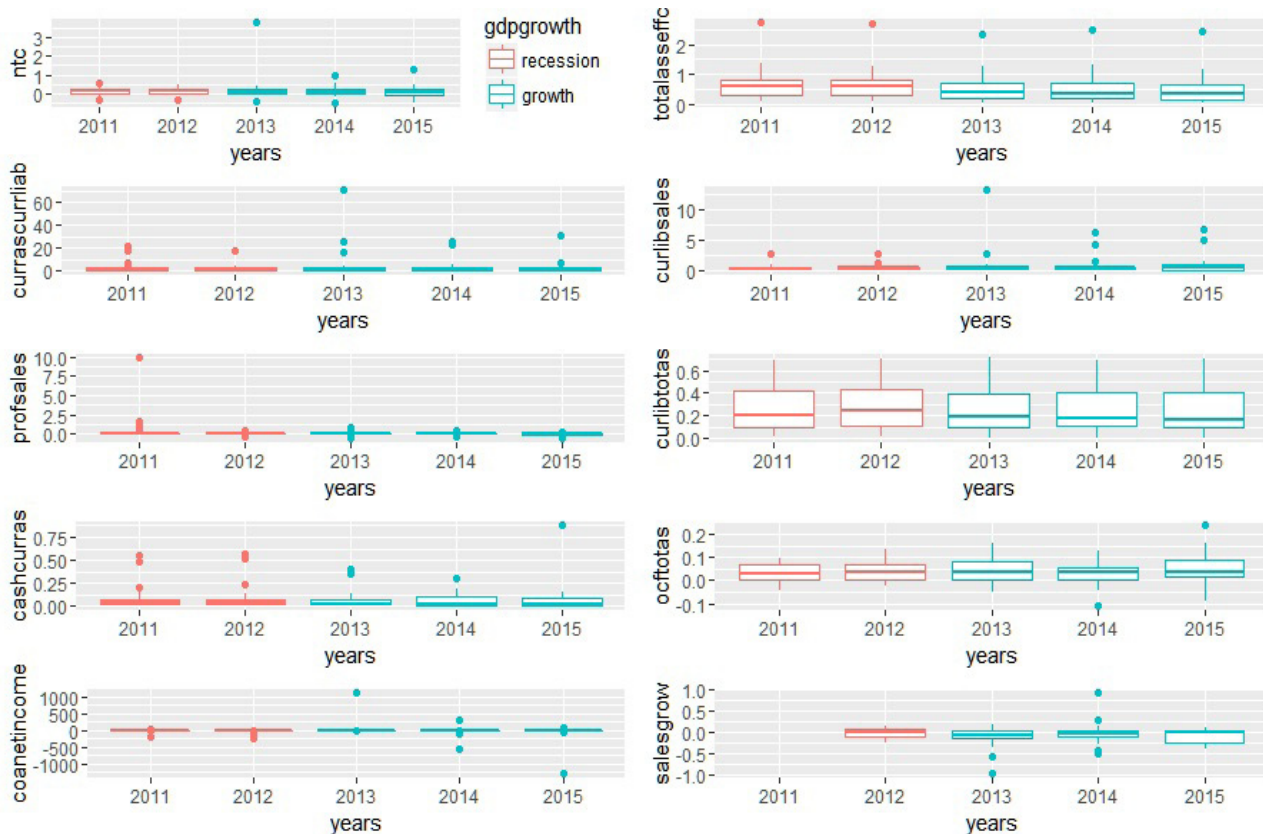 ntc
3
2
1
0
2011 2012 2013 2014 2015
years
gdpgrowth
recession
growth
totalasseffc
2
1
0
2011 2012 2013 2014 2015
years
currascurrliab
60
40
20
0
2011 2012 2013 2014 2015
years
curlibsales
10
5
0
2011 2012 2013 2014 2015
years
profsales
10.0
7.5
5.0
2.5
0.0
2011 2012 2013 2014 2015
years
curlibtotas
0.6
0.4
0.2
0.0
2011 2012 2013 2014 2015
years
cashcurras
0.75
0.50
0.25
0.00
2011 2012 2013 2014 2015
years
ocftotas
0.2
0.1
0.0
-0.1
2011 2012 2013 2014 2015
years
coanetincome
1000
500
0
-500
-1000
2011 2012 2013 2014 2015
years
salesgrow
1.0
0.5
0.0
-0.5
-1.0
2011 2012 2013 2014 2015
years